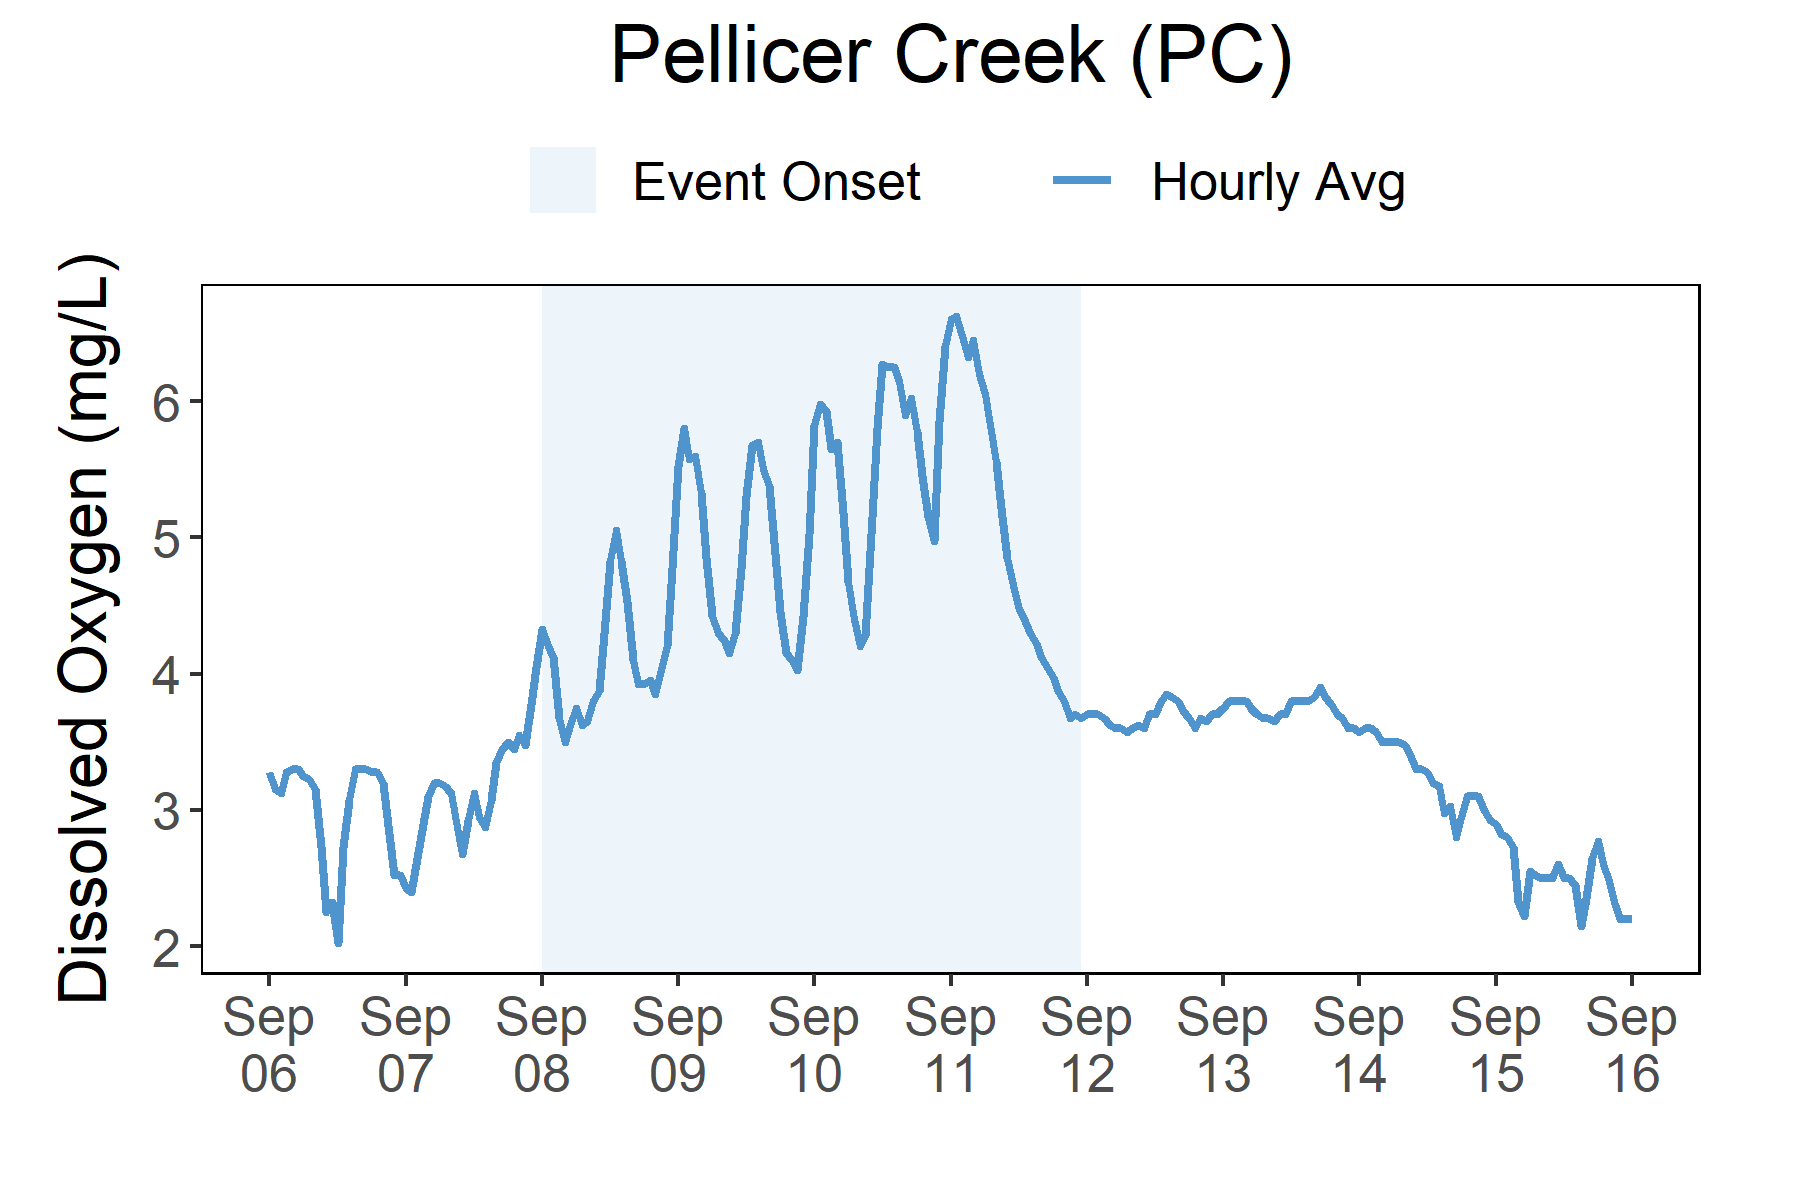 Pellicer Creek (PC)
Event Onset
Hourly Avg
Dissolved Oxygen (mg/L)
6
5
4
3
2
Sep 06
Sep 07
Sep 08
Sep 09
Sep 10
Sep 11
Sep 12
Sep 13
Sep 14
Sep 15
Sep 16